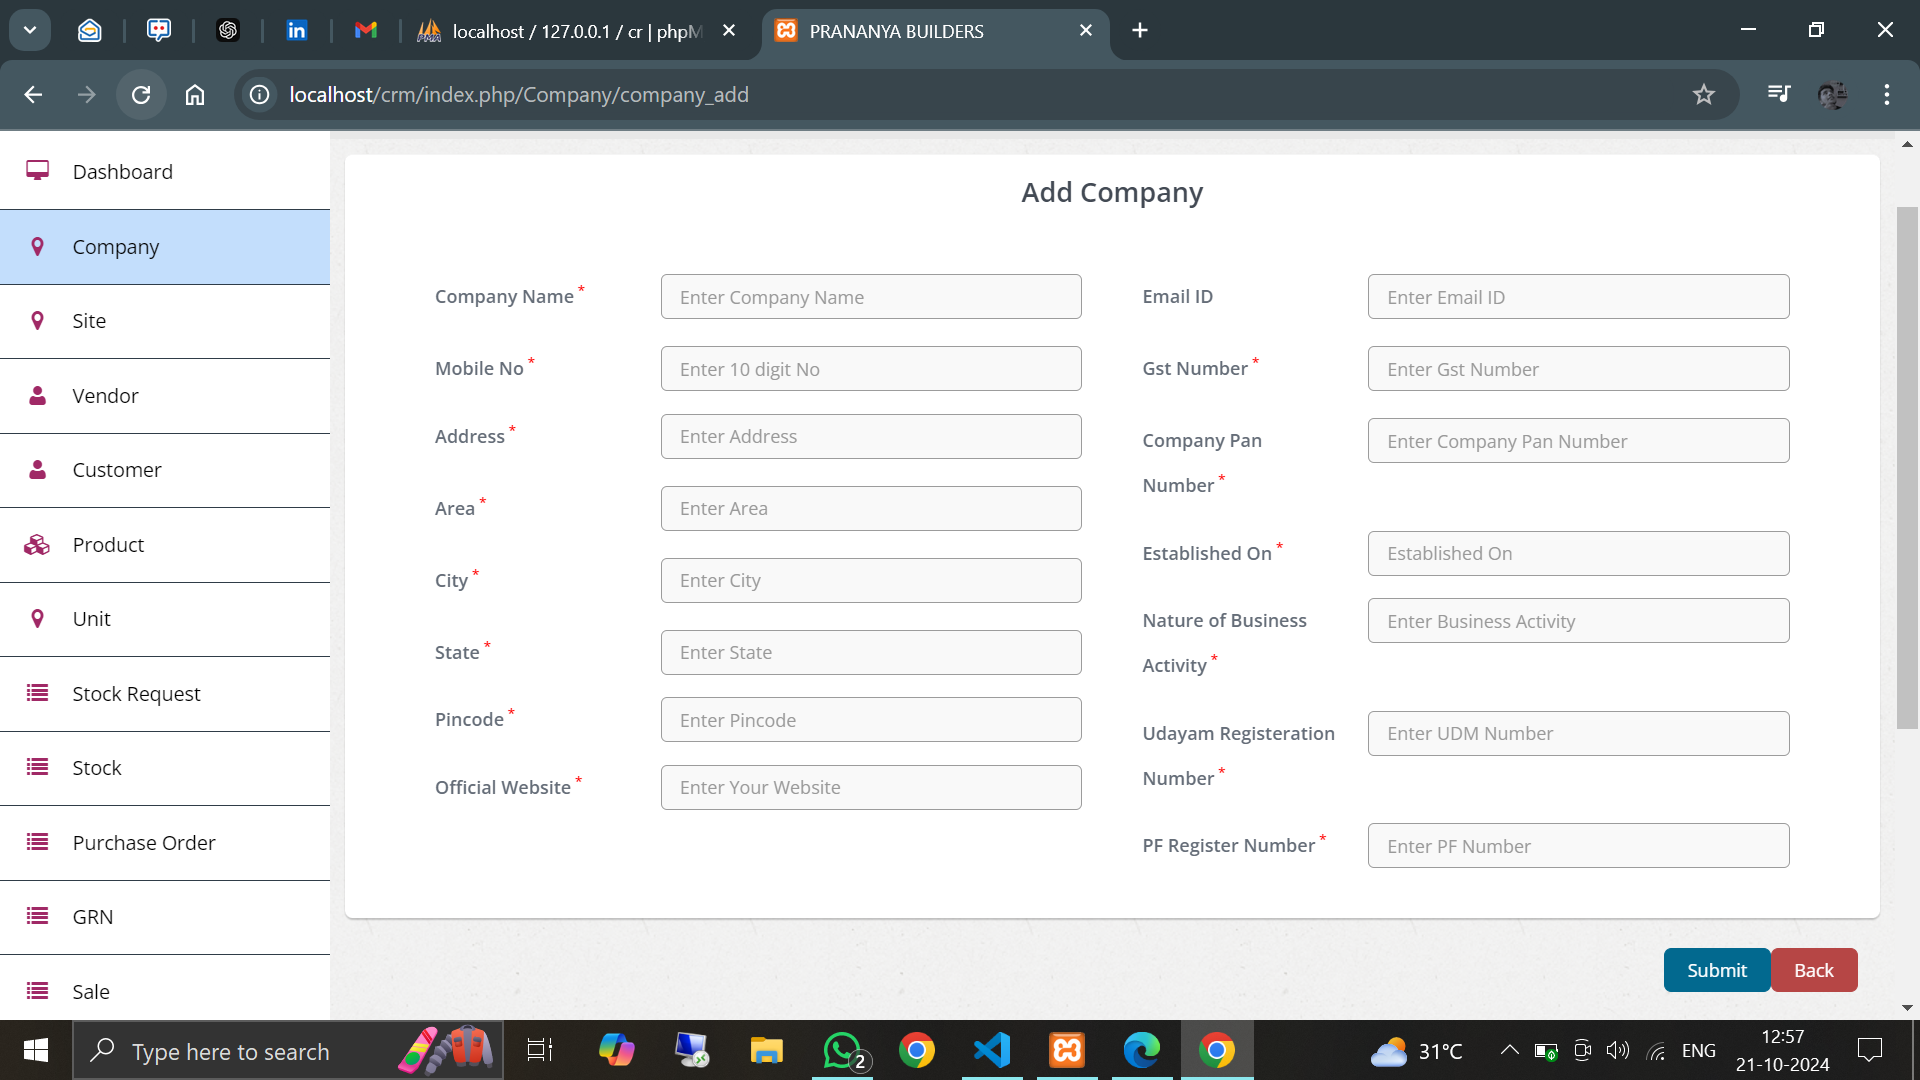 localhost / 127.0.0.1 / cr | phpM
PRANANYA BUILDERS
localhost/crm/index.php/Company/company_add
Dashboard
Company
Site
Vendor
Customer
Product
Unit
Stock Request
Stock
Purchase Order
GRN
Sale
Add Company
Company Name *
Enter Company Name
Mobile No *
Enter 10 digit No
Address *
Enter Address
Area *
Enter Area
City *
Enter City
State *
Enter State
Pincode *
Enter Pincode
Official Website *
Enter Your Website
Email ID
Enter Email ID
Gst Number *
Enter Gst Number
Company Pan
Number *
Enter Company Pan Number
Established On *
Established On
Nature of Business
Activity *
Enter Business Activity
Udayam Registeration
Number *
Enter UDM Number
PF Register Number *
Enter PF Number
Submit
Back
Type here to search
2
31°C
ENG
12:57
21-10-2024